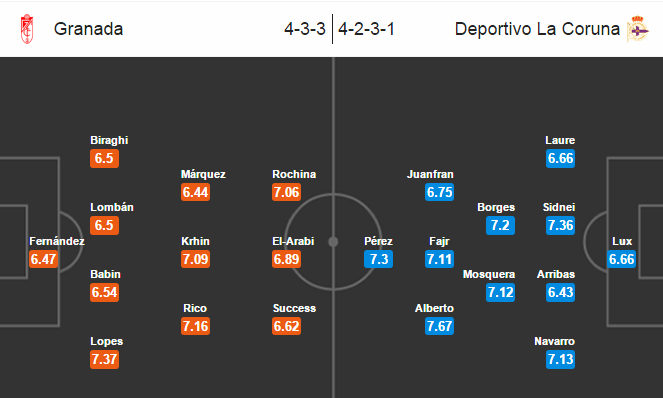 Granada 4-3-3 4-2-3-1 Deportivo La Coruna
Biraghi
6.5
Lombán
6.5
Fernández
6.47
Babin
6.54
Lopes
7.37
Márquez
6.44
Krhin
7.09
Rico
7.16
Rochina
7.06
El-Arabi
6.89
Success
6.62
Pérez
7.3
Juanfran
6.75
Fajr
7.11
Alberto
7.67
Borges
7.2
Mosquera
7.12
Laure
6.66
Sidnei
7.36
Arribas
6.43
Navarro
7.13
Lux
6.66